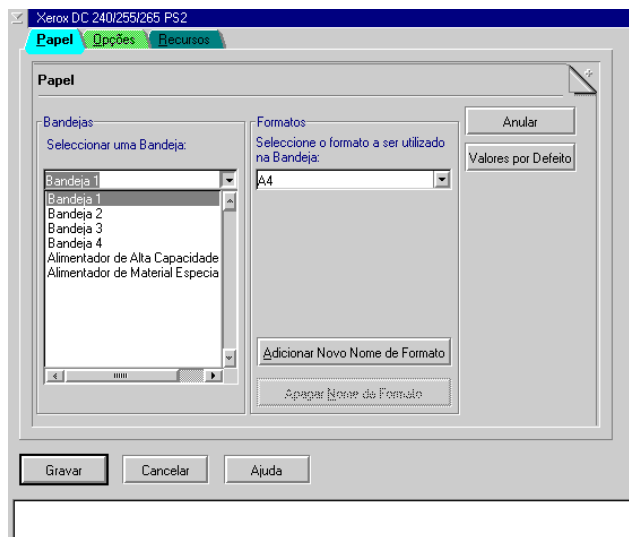 Xerox DC 240/255/265 PS2
Papel Opções Recursos
Papel
Bandejas
Seleccionar uma Bandeja:
Bandeja 1
Bandeja 1
Bandeja 2
Bandeja 3
Bandeja 4
Alimentador de Alta Capacidade
Alimentador de Material Especia
Formatos
Seleccione o formato a ser utilizado
na Bandeja:
A4
Adicionar Novo Nome de Formato
Apagar Nome de Formato
Anular
Valores por Defeito
Gravar Cancelar Ajuda